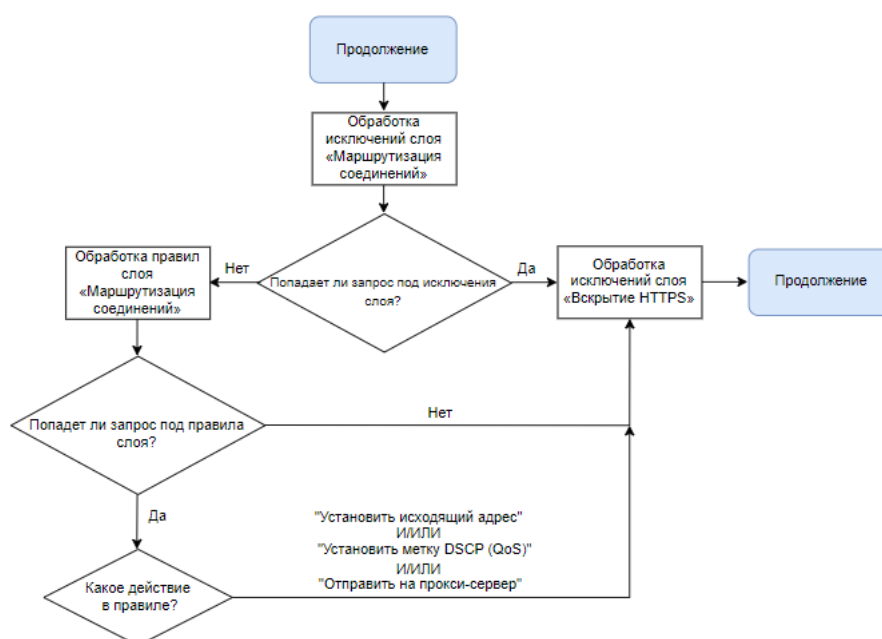 Продолжение
Обработка
исключений слоя
«Маршрутизация
соединений»
Обработка правил
слоя
«Маршрутизация
соединений»
Нет
Попадает ли запрос под исключения
слоя?
Да
Обработка
исключений слоя
«Вскрытие HTTPS»
Продолжение
Попадет ли запрос под правила
слоя?
Нет
Да
"Установить исходящий адрес"
И/ИЛИ
"Установить метку DSCP (QoS)"
И/ИЛИ
"Отправить на прокси-сервер"
Какое действие
в правиле?